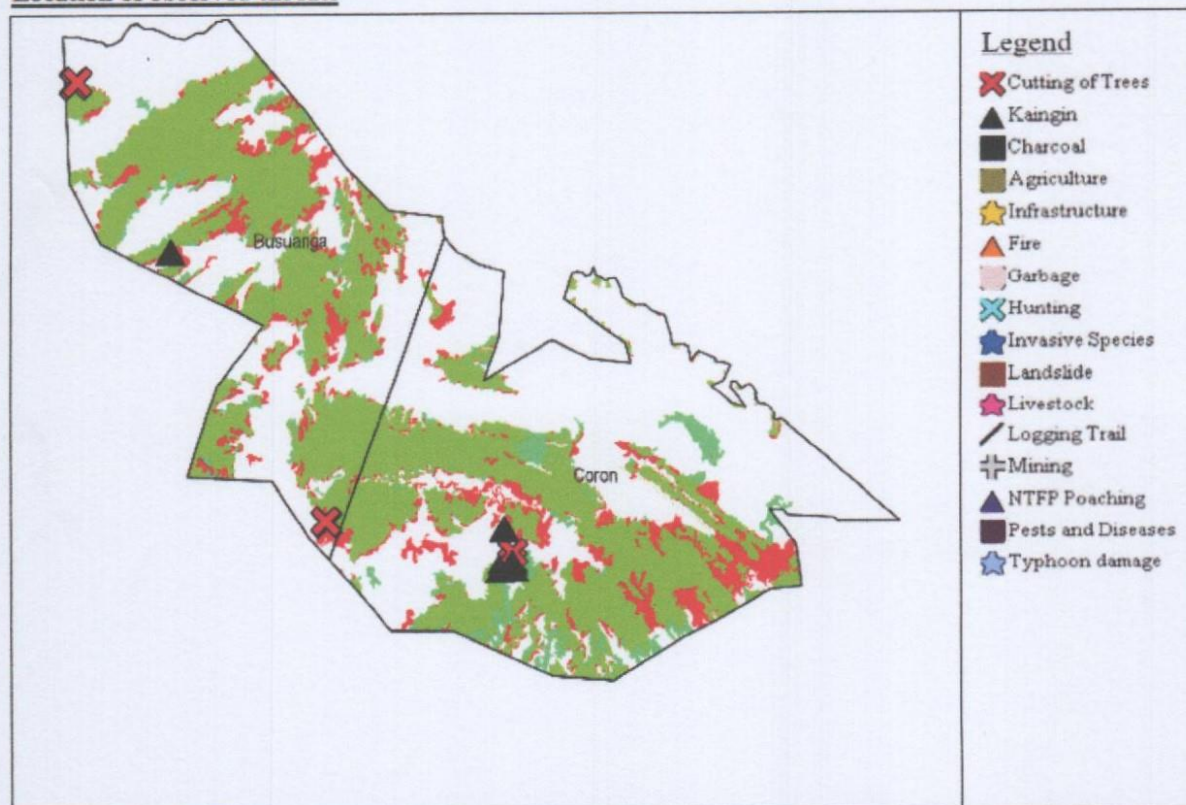 Busuanga
Coron
Legend
Cutting of Trees
Kaingin
Charcoal
Agriculture
Infrastructure
Fire
Garbage
Hunting
Invasive Species
Landslide
Livestock
Logging Trail
Mining
NTFP Poaching
Pests and Diseases
Typhoon damage